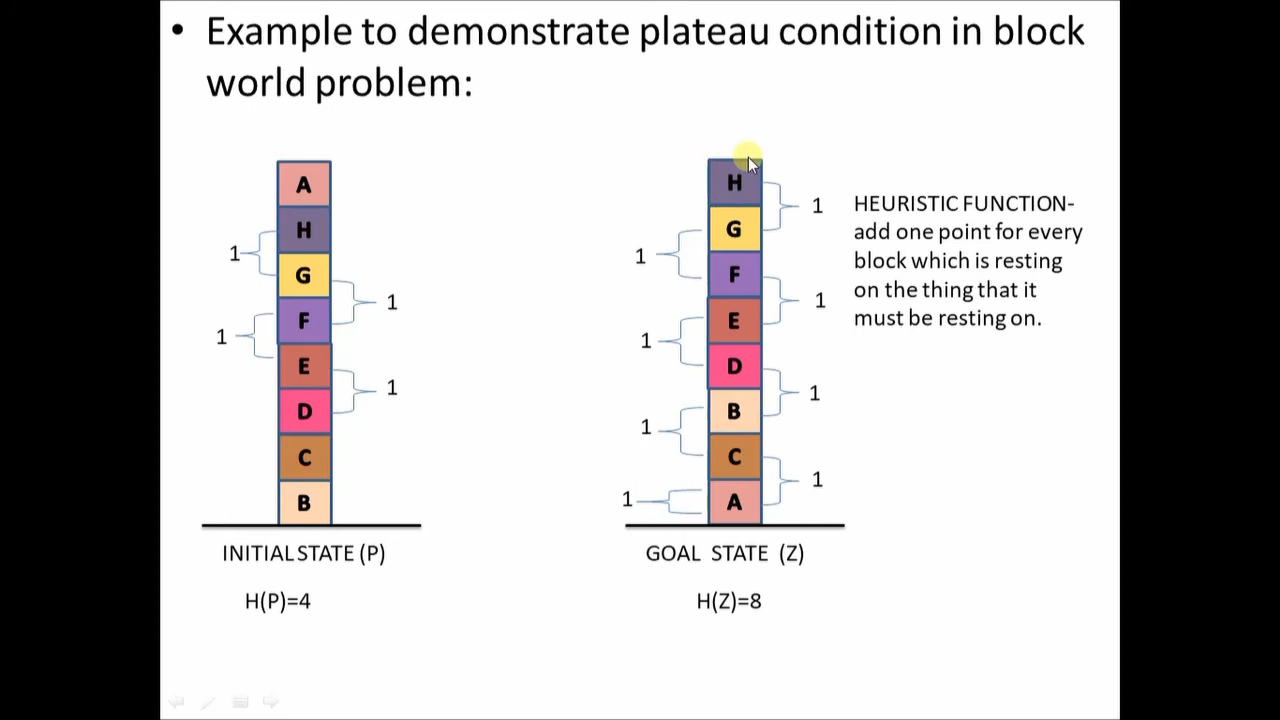 • Example to demonstrate plateau condition in block
world problem:
A
H
G
F
E
D
C
B
1
1
1
1
INITIAL STATE (P)
H(P)=4
H
G
F
E
D
B
C
A
1
1
1
1
1
1
1
1
GOAL STATE (Z)
H(Z)=8
HEURISTIC FUNCTION-
add one point for every
block which is resting
on the thing that it
must be resting on.